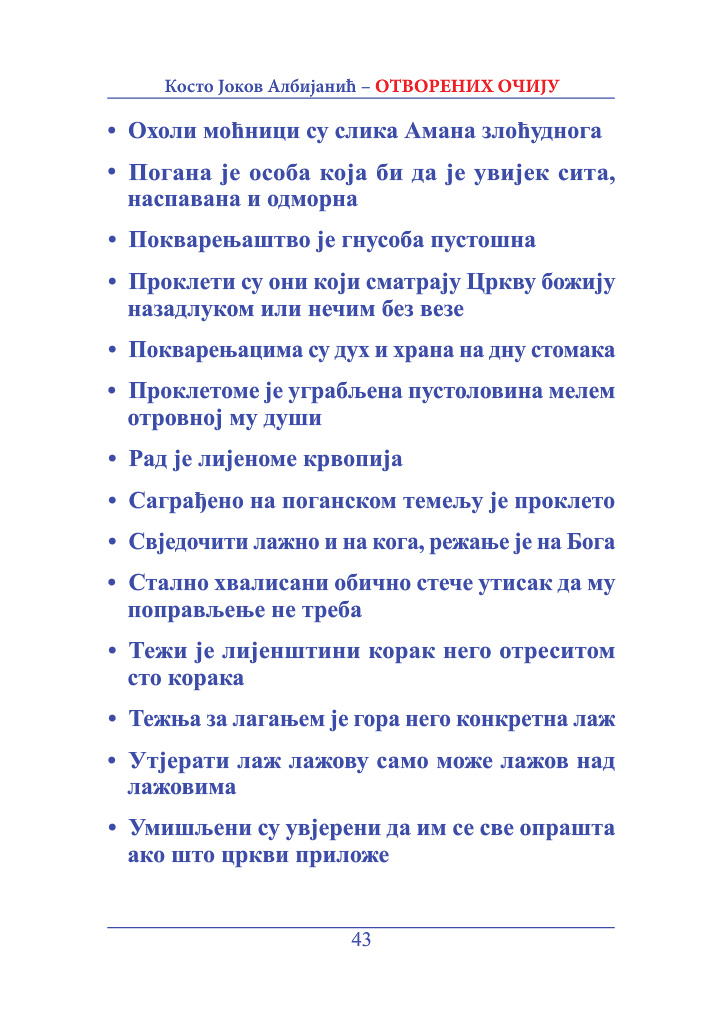 Косто Јоков Албијанић – ОТВОРЕНИХ ОЧИЈУ
• Охоли моћници су слика Амана злоћуднога
• Погана је особа која би да је увијек сита,
наспавана и одморна
• Покварењаштво је гнусоба пустошна
• Проклети су они који сматрају Цркву божију
назадлуком или нечим без везе
• Покварењацима су дух и храна на дну стомака
• Проклетоме је уграбљена пустоловина мелем
отровној му души
• Рад је лијеноме крвопија
• Саграђено на поганском темељу је проклето
• Свједочити лажно и на кога, режање је на Бога
• Стално хвалисани обично стече утисак да му
поправљење не треба
• Тежи је лијенштини корак него отреситом
сто корака
• Тежња за лагањем је гора него конкретна лаж
• Утјерати лаж лажову само може лажов над
лажовима
• Умишљени су увјерени да им се све опрашта
ако што цркви приложе
43